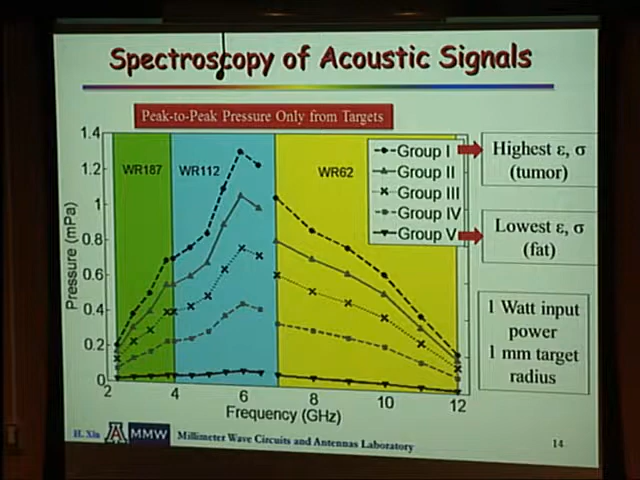 Spectroscopy of Acoustic Signals
Peak-to-Peak Pressure Only from Targets
1.4
1.2
1
0.8
0.6
0.4
0.2
0
Pressure (mPa)
WR187
WR112
WR62
Group I
Group II
Group III
Group IV
Group V
Highest ε, σ
(tumor)
Lowest ε, σ
(fat)
1 Watt input
power
1 mm target
radius
2
4
6
8
10
12
Frequency (GHz)
H. Xin
A
MMW
Millimeter Wave Circuits and Antennas Laboratory
14